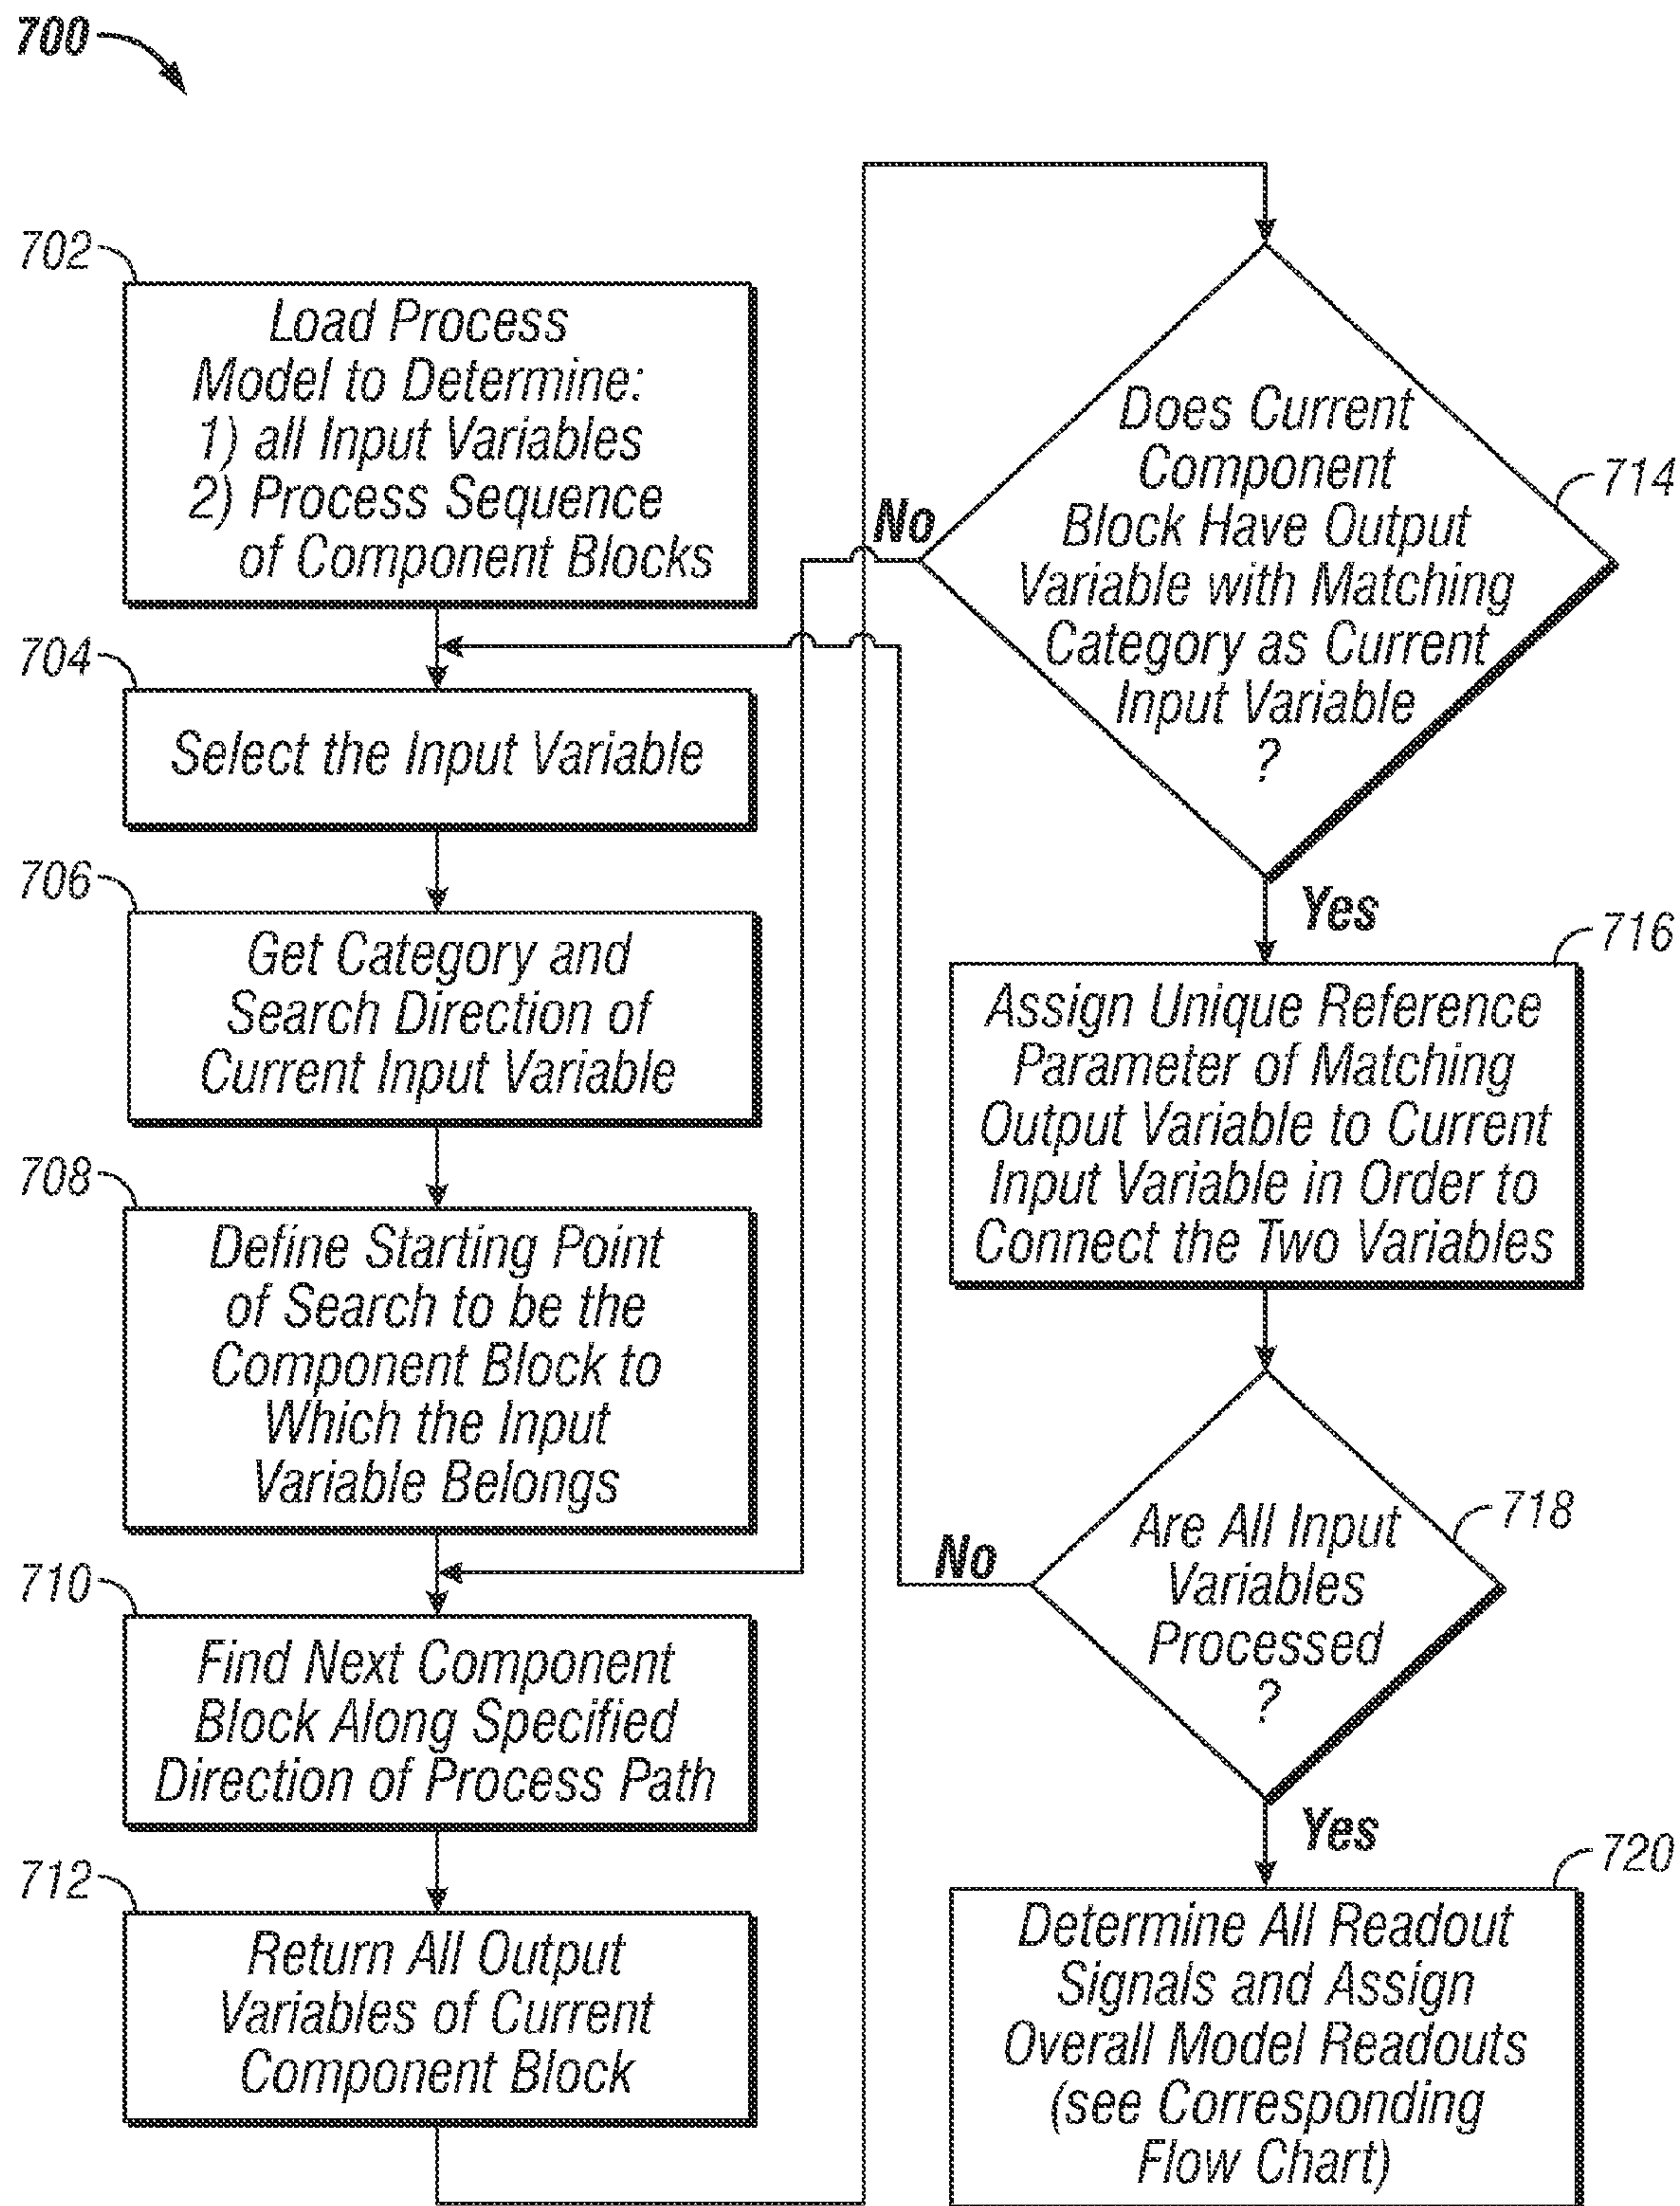 700
702
Load Process
Model to Determine:
1) all Input Variables
2) Process Sequence
of Component Blocks
704
Select the Input Variable
706
Get Category and
Search Direction of
Current Input Variable
708
Define Starting Point
of Search to be the
Component Block to
Which the Input
Variable Belongs
710
Find Next Component
Block Along Specified
Direction of Process Path
712
Return All Output
Variables of Current
Component Block
714
Does Current
Component
Block Have Output
Variable with Matching
Category as Current
Input Variable
?
No
Yes
716
Assign Unique Reference
Parameter of Matching
Output Variable to Current
Input Variable in Order to
Connect the Two Variables
718
Are All Input
Variables
Processed
?
No
Yes
720
Determine All Readout
Signals and Assign
Overall Model Readouts
(see Corresponding
Flow Chart)